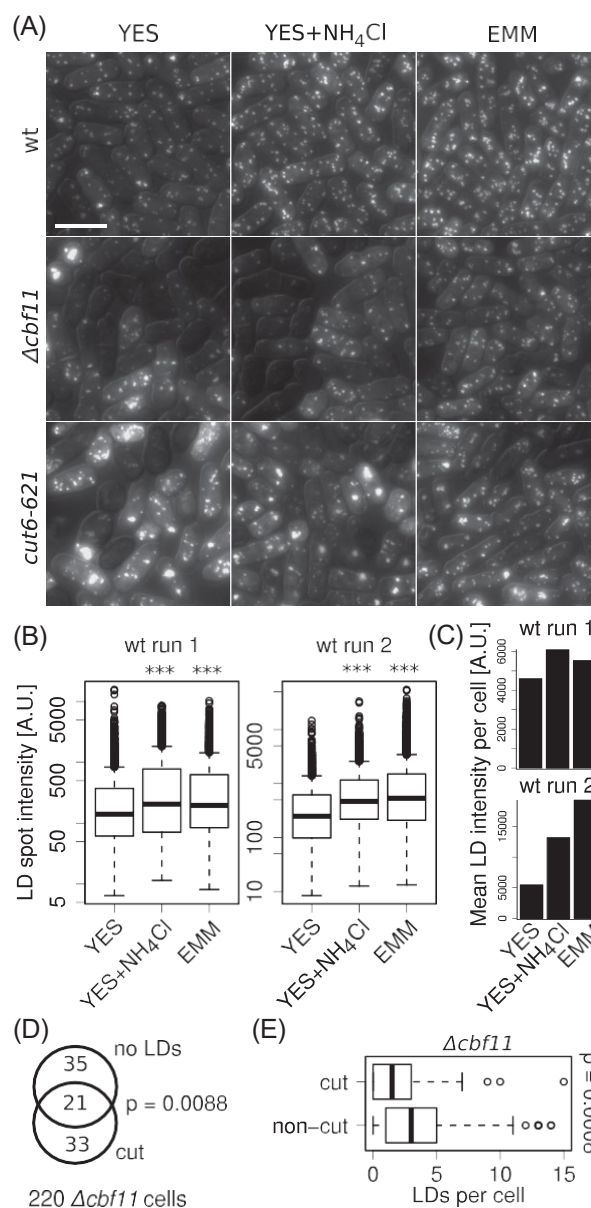 (A)
YES YES+NH₄Cl EMM
wt
Δcbf11
cut6-621
(B)
wt run 1 wt run 2
*** *** *** ***
LD spot intensity [A.U.]
5000
500
50
5
5000
100
10
YES YES+NH₄Cl EMM
YES YES+NH₄Cl EMM
(C)
Mean LD intensity per cell [A.U.]
wt run 1
6000
4000
2000
0
wt run 2
15000
5000
0
YES YES+NH₄Cl EMM
(D)
no LDs
35
21 p = 0.0088
33 cut
220 Δcbf11 cells
(E)
Δcbf11
cut
non-cut
0 5 10 15
LDs per cell